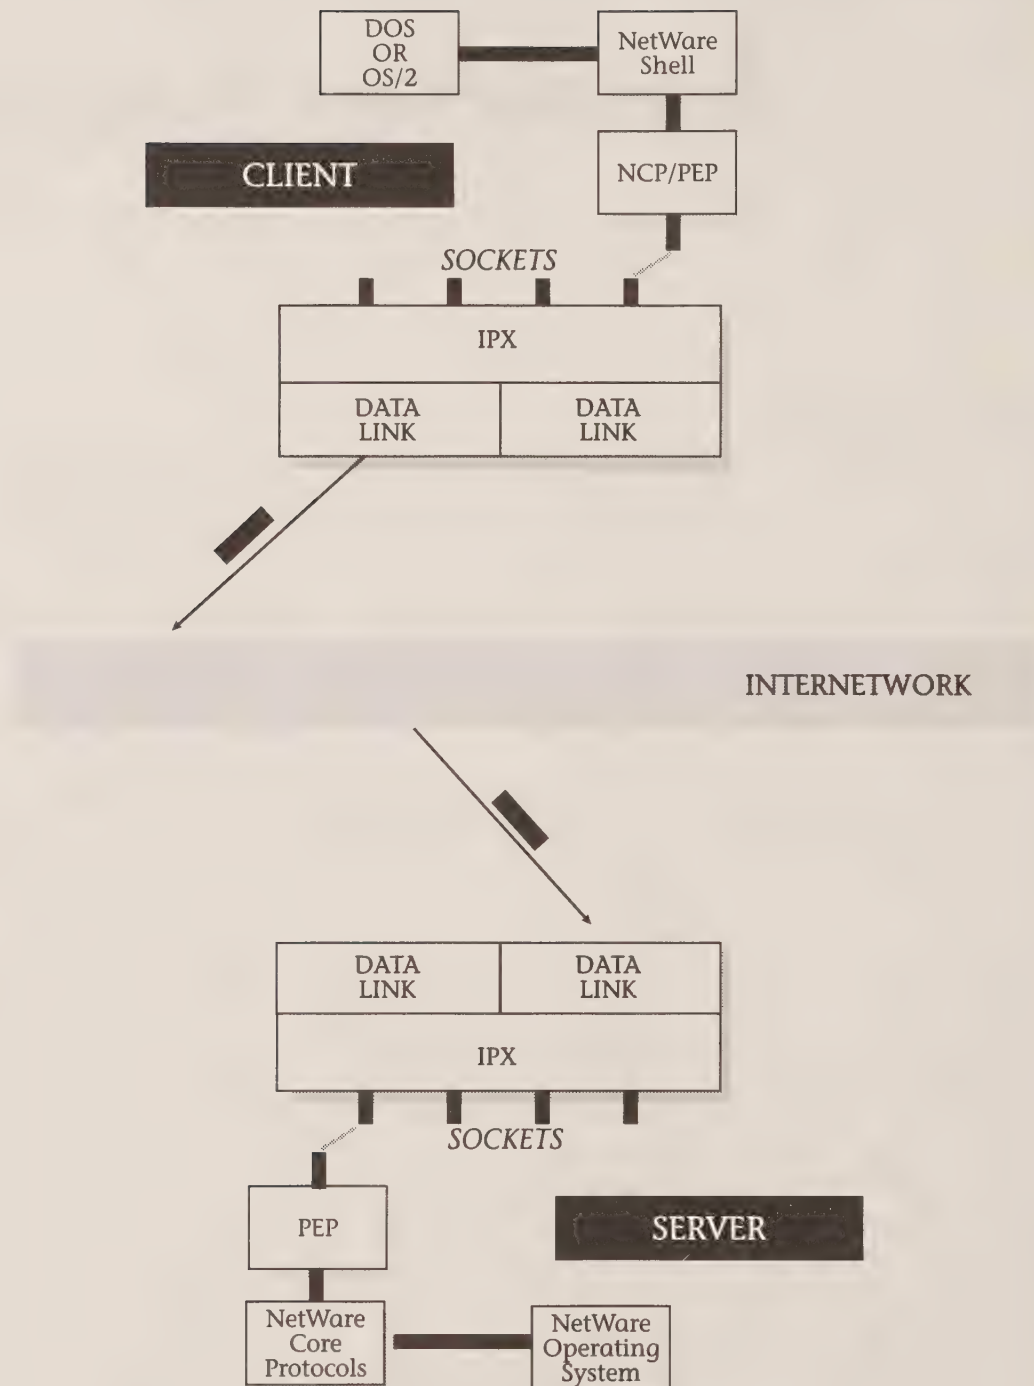 DOS
OR
OS/2
NetWare
Shell
CLIENT
NCP/PEP
SOCKETS
IPX
DATA
LINK
DATA
LINK
INTERNETWORK
DATA
LINK
DATA
LINK
IPX
SOCKETS
PEP
SERVER
NetWare
Core
Protocols
NetWare
Operating
System